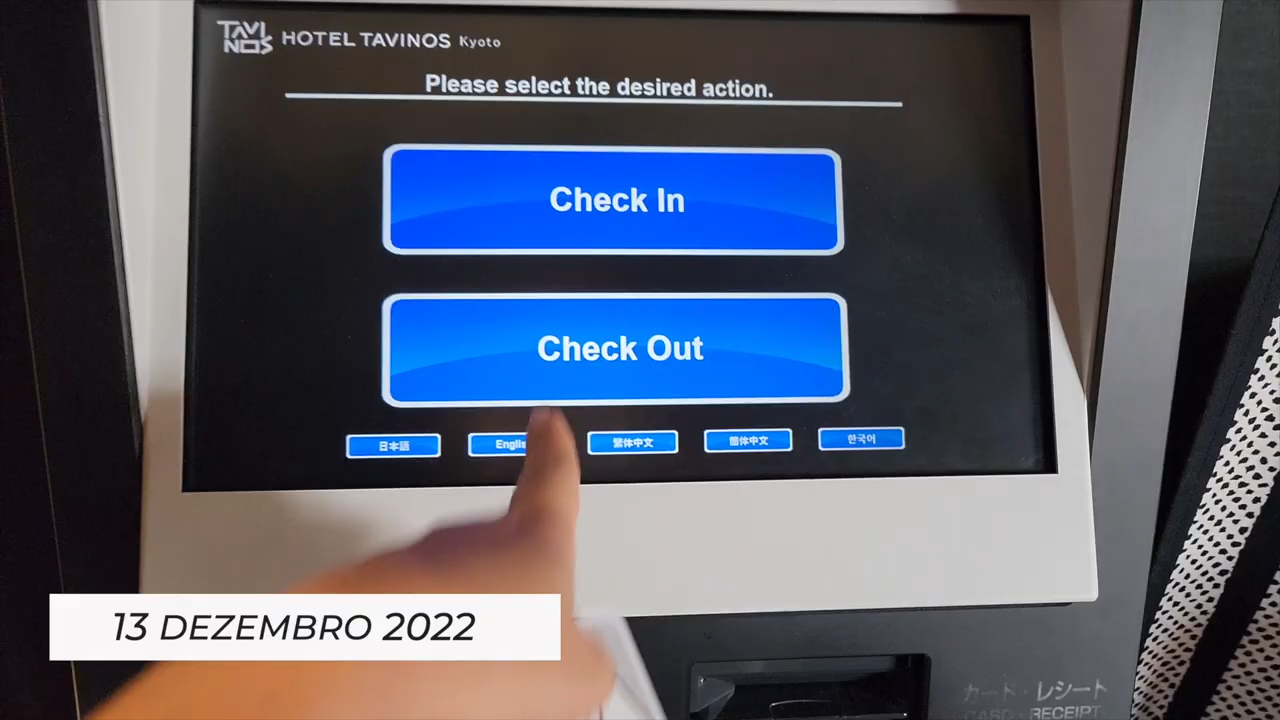 TAVI
NOS
HOTEL TAVINOS Kyoto
Please select the desired action.
Check In
Check Out
日本語
繁体中文
簡体中文
한국어
13 DEZEMBRO 2022
カード・レシート
CARD・RECEIPT